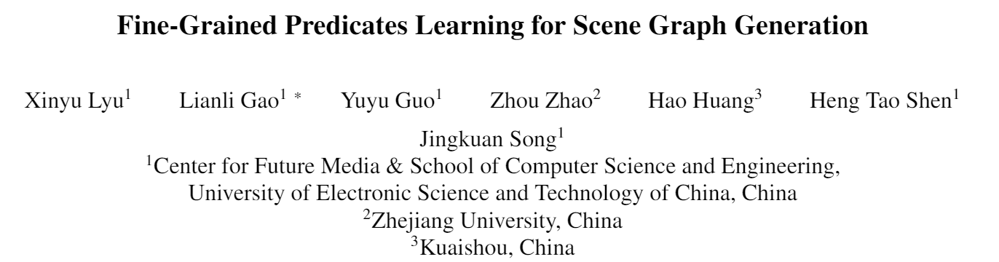 Fine-Grained Predicates Learning for Scene Graph Generation
Xinyu Lyu¹ Lianli Gao¹ * Yuyu Guo¹ Zhou Zhao² Hao Huang³ Heng Tao Shen¹
Jingkuan Song¹
¹Center for Future Media & School of Computer Science and Engineering,
University of Electronic Science and Technology of China, China
²Zhejiang University, China
³Kuaishou, China